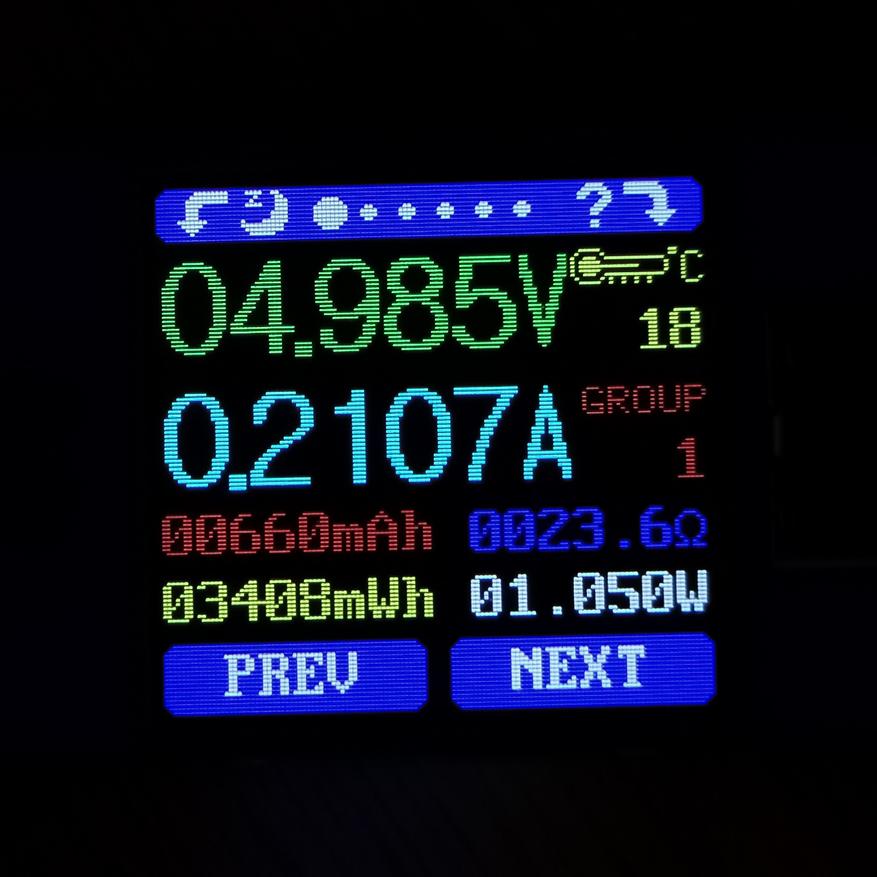 ?
04.985V °C
18
0.2107A GROUP
1
00660mAh 0023.6Ω
03408mWh 01.050W
PREV NEXT